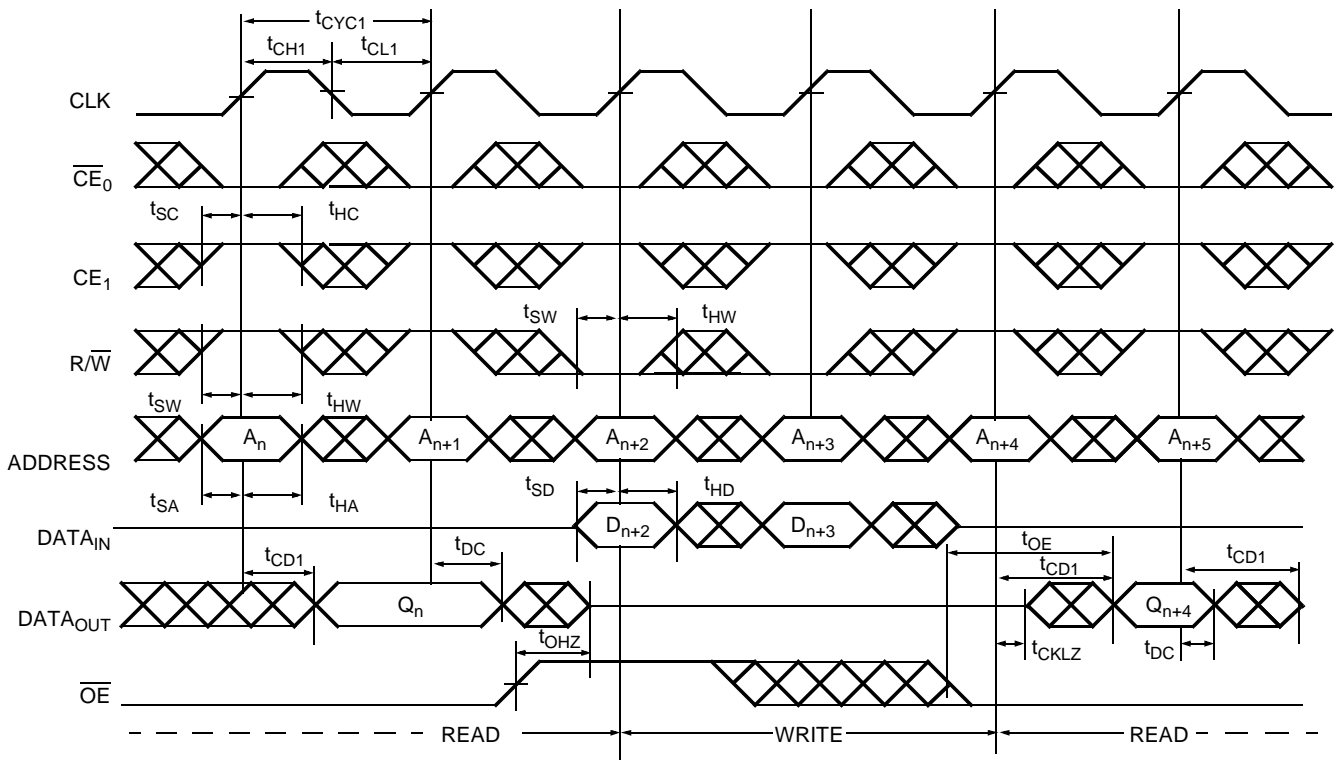 tCYC1
tCH1 tCL1
CLK
CE0
tSC tHC
CE1
tSW tHW
R/W
tSW tHW
An An+1 An+2 An+3 An+4 An+5
ADDRESS
tSA tHA tSD tHD
Dn+2 Dn+3
DATAIN
tOE
tCD1 tDC tCD1 tCD1
Qn Qn+4
DATAOUT
tOHZ tCKLZ tDC
OE
READ WRITE READ